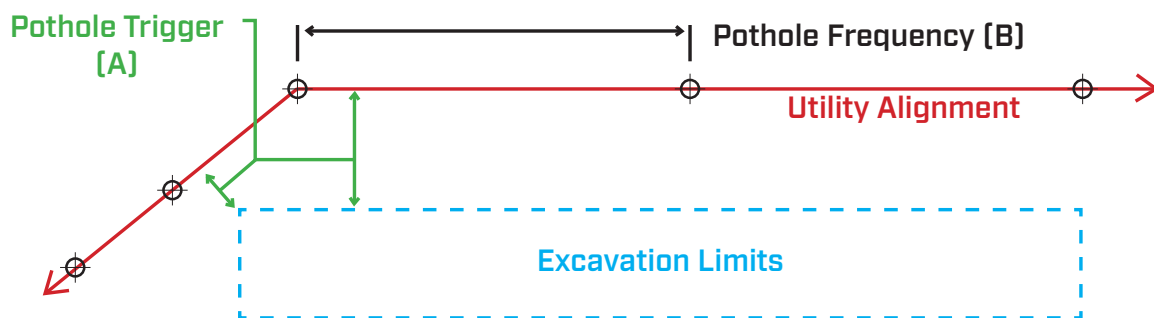 Pothole Trigger
(A)
Pothole Frequency (B)
Utility Alignment
Excavation Limits